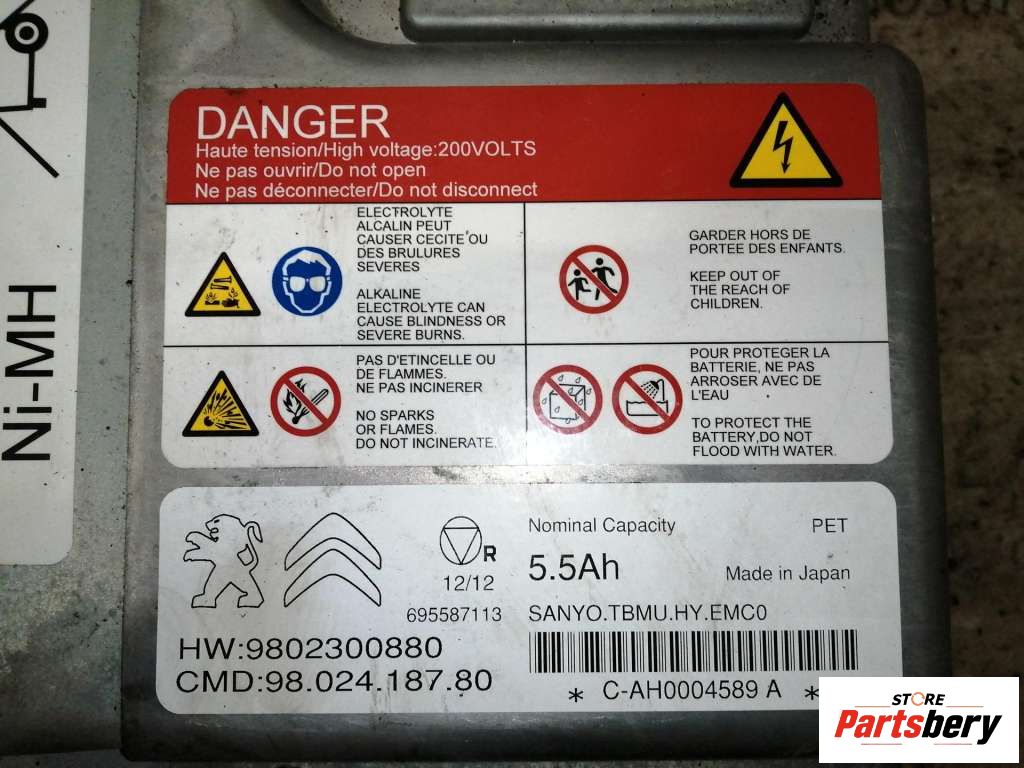 DANGER
Haute tension/High voltage:200VOLTS
Ne pas ouvrir/Do not open
Ne pas déconnecter/Do not disconnect
ELECTROLYTE
ALCALIN PEUT
CAUSER CECITE OU
DES BRULURES
SEVERES
ALKALINE
ELECTROLYTE CAN
CAUSE BLINDNESS OR
SEVERE BURNS.
GARDER HORS DE
PORTEE DES ENFANTS.
KEEP OUT OF
THE REACH OF
CHILDREN.
PAS D'ETINCELLE OU
DE FLAMMES.
NE PAS INCINERER
NO SPARKS
OR FLAMES.
DO NOT INCINERATE.
POUR PROTEGER LA
BATTERIE, NE PAS
ARROSER AVEC DE
L'EAU
TO PROTECT THE
BATTERY,DO NOT
FLOOD WITH WATER.
Ni-MH
R
12/12
695587113
HW:9802300880
CMD:98.024.187.80
Nominal Capacity
PET
5.5Ah
Made in Japan
SANYO.TBMU.HY.EMC0
* C-AH0004589 A *
STORE
Partsbery